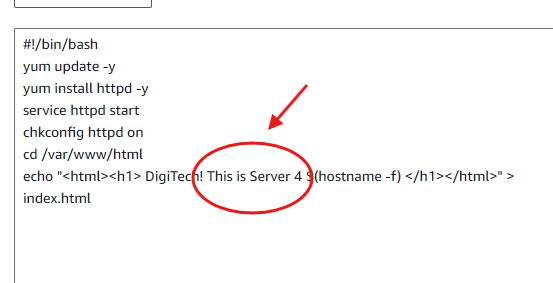 #!/bin/bash
yum update -y
yum install httpd -y
service httpd start
chkconfig httpd on
cd /var/www/html
echo "<html><h1> DigiTech! This is Server 4 $(hostname -f) </h1></html>" >
index.html